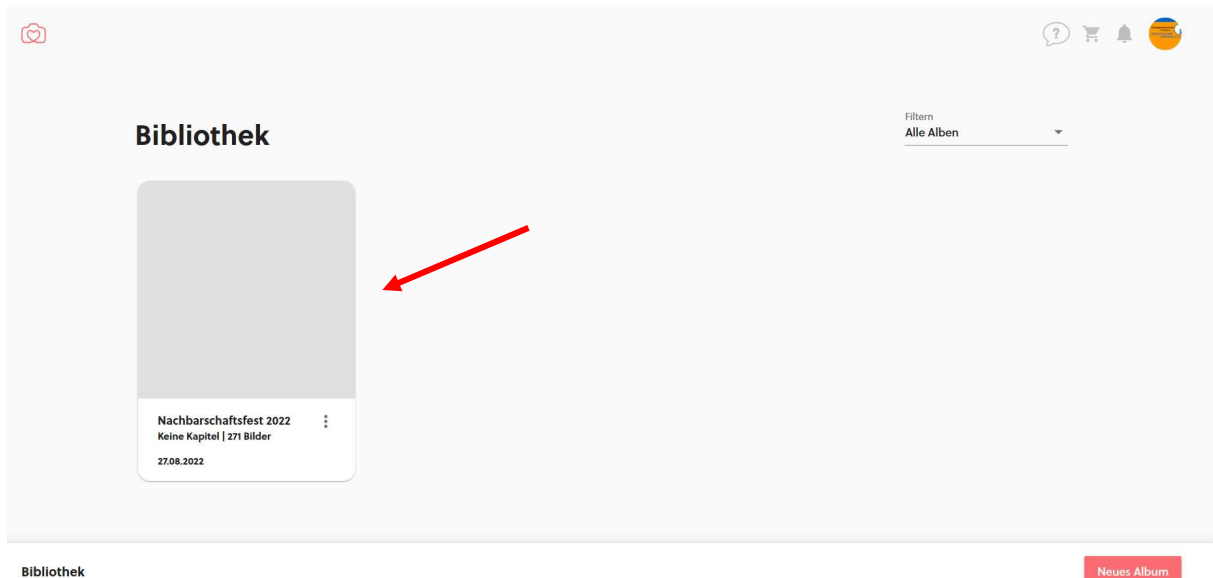 ?
Bibliothek
Filtern
Alle Alben
Nachbarschaftsfest 2022
Keine Kapitel | 271 Bilder
27.08.2022
Bibliothek
Neues Album